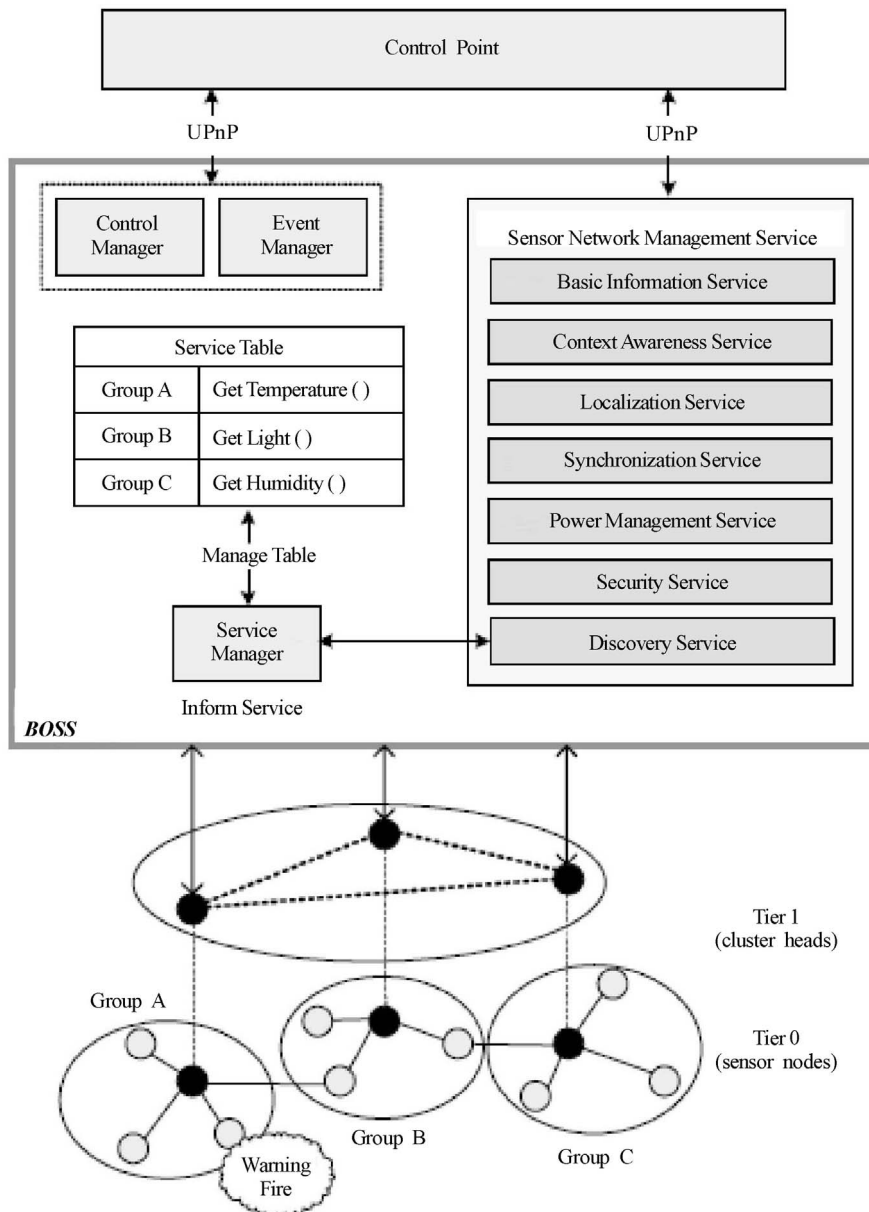 Control Point
UPnP
UPnP
Control
Manager
Event
Manager
Sensor Network Management Service
Basic Information Service
Context Awareness Service
Localization Service
Synchronization Service
Power Management Service
Security Service
Discovery Service
Service Table
Group A
Get Temperature ( )
Group B
Get Light ( )
Group C
Get Humidity ( )
Manage Table
Service
Manager
Inform Service
BOSS
Tier 1
(cluster heads)
Group A
Tier 0
(sensor nodes)
Group B
Group C
Warning
Fire